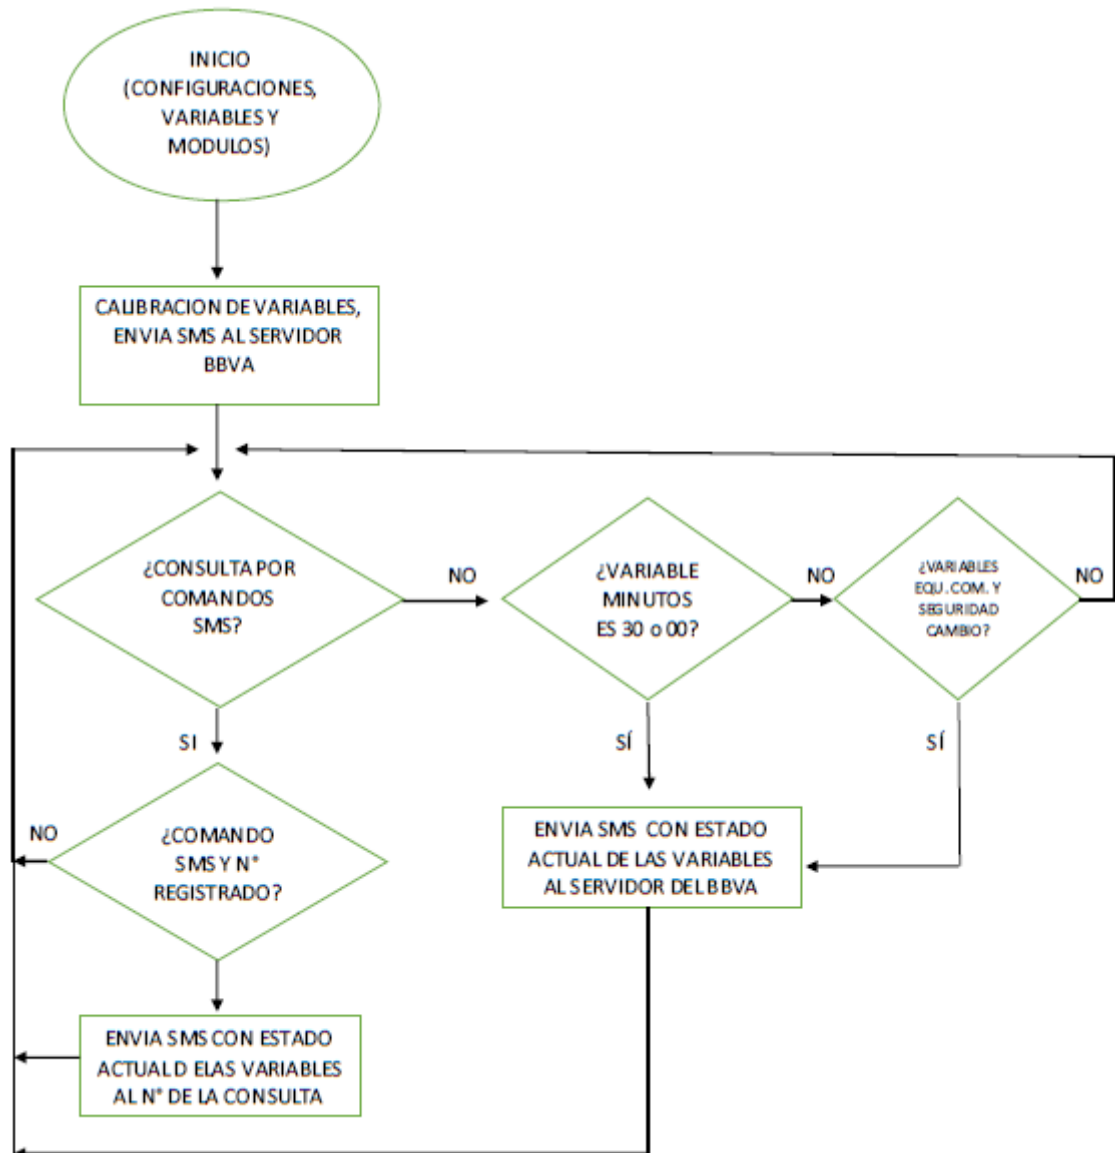 INICIO
(CONFIGURACIONES,
VARIABLES Y
MODULOS)
CALIBRACION DE VARIABLES,
ENVIA SMS AL SERVIDOR
BBVA
¿CONSULTA POR
COMANDOS
SMS?
NO
¿VARIABLE
MINUTOS
ES 30 o 00?
NO
¿VARIABLES
EQU. COM. Y
SEGURIDAD
CAMBIO?
NO
SI
SÍ
SÍ
NO
¿COMANDO
SMS Y N°
REGISTRADO?
ENVIA SMS CON ESTADO
ACTUAL DE LAS VARIABLES
AL SERVIDOR DEL BBVA
ENVIA SMS CON ESTADO
ACTUAL D ELAS VARIABLES
AL N° DE LA CONSULTA